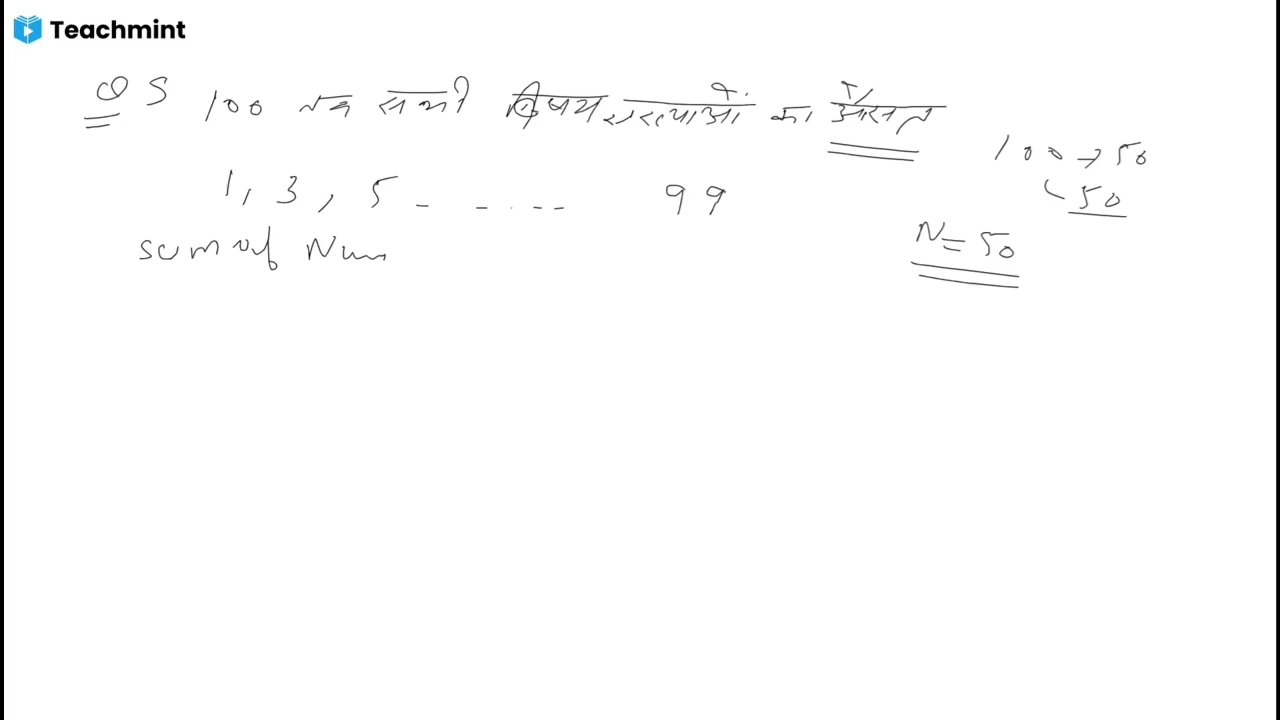 Teachmint
Q5 100 तक सभी विषम संख्याओं का औसत
100 → 50
50
1, 3, 5 - - . . - - 99
N = 50
sum of Num